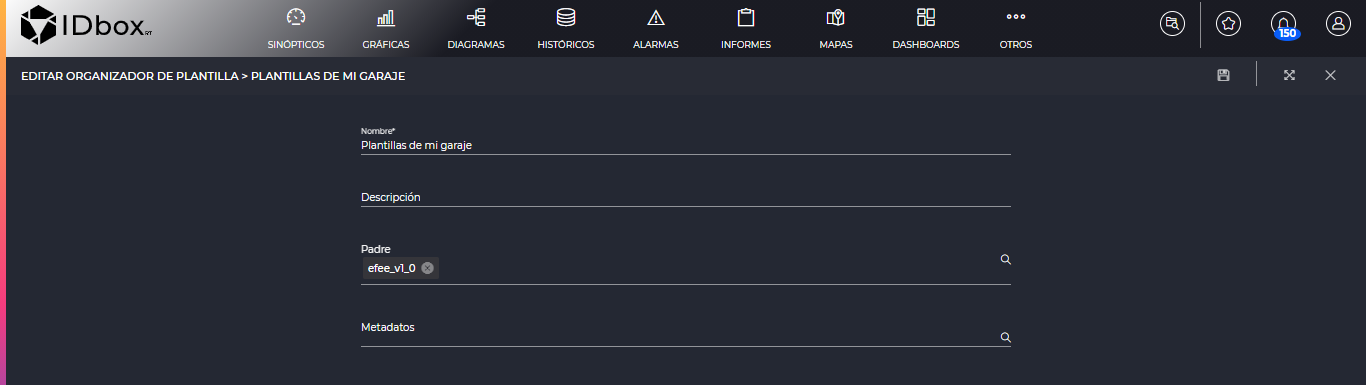 IDbox RT
SINÓPTICOS GRÁFICAS DIAGRAMAS HISTÓRICOS ALARMAS INFORMES MAPAS DASHBOARDS OTROS
150
EDITAR ORGANIZADOR DE PLANTILLA > PLANTILLAS DE MI GARAJE
Nombre*
Plantillas de mi garaje
Descripción
Padre
efee_v1_0
Metadatos